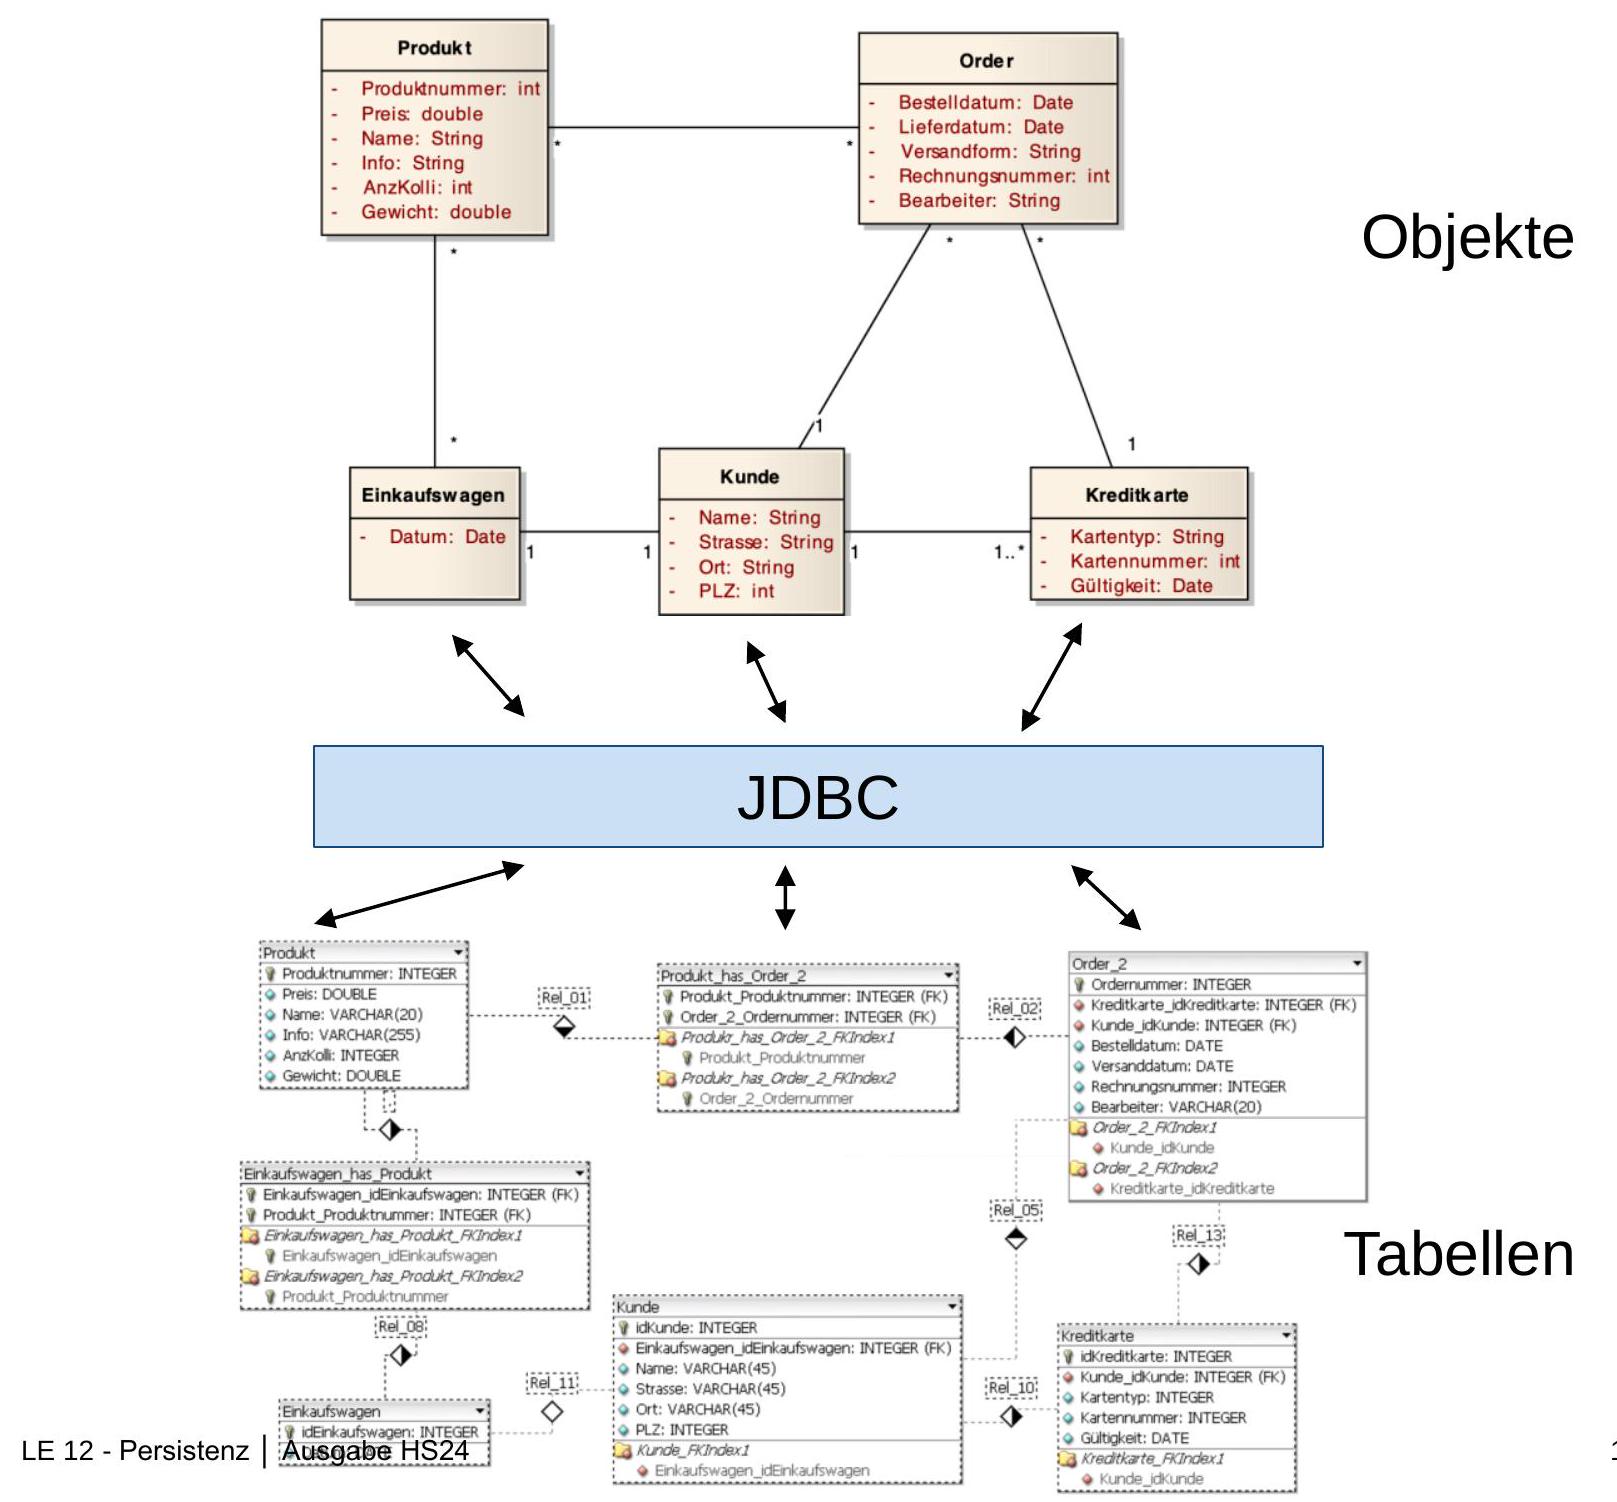 Produkt
- Produktnummer: int
- Preis: double
- Name: String
- Info: String
- AnzKolli: int
- Gewicht: double
Order
- Bestelldatum: Date
- Lieferdatum: Date
- Versandform: String
- Rechnungsnummer: int
- Bearbeiter: String
* *
* *
Objekte
* 1
* 1
Einkaufswagen
- Datum: Date
1 1
Kunde
- Name: String
- Strasse: String
- Ort: String
- PLZ: int
1 1..*
Kreditkarte
- Kartentyp: String
- Kartennummer: int
- Gültigkeit: Date
JDBC
Produkt
Produktnummer: INTEGER
Preis: DOUBLE
Name: VARCHAR(20)
Info: VARCHAR(255)
AnzKolli: INTEGER
Gewicht: DOUBLE
Rel_01
Produkt_has_Order_2
Produkt_Produktnummer: INTEGER (FK)
Order_2_Ordernummer: INTEGER (FK)
Produkt_has_Order_2_FKIndex1
Produkt_Produktnummer
Produkt_has_Order_2_FKIndex2
Order_2_Ordernummer
Rel_02
Order_2
Ordernummer: INTEGER
Kreditkarte_idKreditkarte: INTEGER (FK)
Kunde_idKunde: INTEGER (FK)
Bestelldatum: DATE
Versanddatum: DATE
Rechnungsnummer: INTEGER
Bearbeiter: VARCHAR(20)
Order_2_FKIndex1
Kunde_idKunde
Order_2_FKIndex2
Kreditkarte_idKreditkarte
Einkaufswagen_has_Produkt
Einkaufswagen_idEinkaufswagen: INTEGER (FK)
Produkt_Produktnummer: INTEGER (FK)
Einkaufswagen_has_Produkt_FKIndex1
Einkaufswagen_idEinkaufswagen
Einkaufswagen_has_Produkt_FKIndex2
Produkt_Produktnummer
Rel_05
Rel_13
Tabellen
Rel_08
Kunde
idKunde: INTEGER
Einkaufswagen_idEinkaufswagen: INTEGER (FK)
Name: VARCHAR(45)
Strasse: VARCHAR(45)
Ort: VARCHAR(45)
PLZ: INTEGER
Kunde_FKIndex1
Einkaufswagen_idEinkaufswagen
Rel_11
Rel_10
Kreditkarte
idKreditkarte: INTEGER
Kunde_idKunde: INTEGER (FK)
Kartentyp: INTEGER
Kartennummer: INTEGER
Gültigkeit: DATE
Kreditkarte_FKIndex1
Kunde_idKunde
Einkaufswagen
idEinkaufswagen: INTEGER
LE 12 - Persistenz | Ausgabe HS24